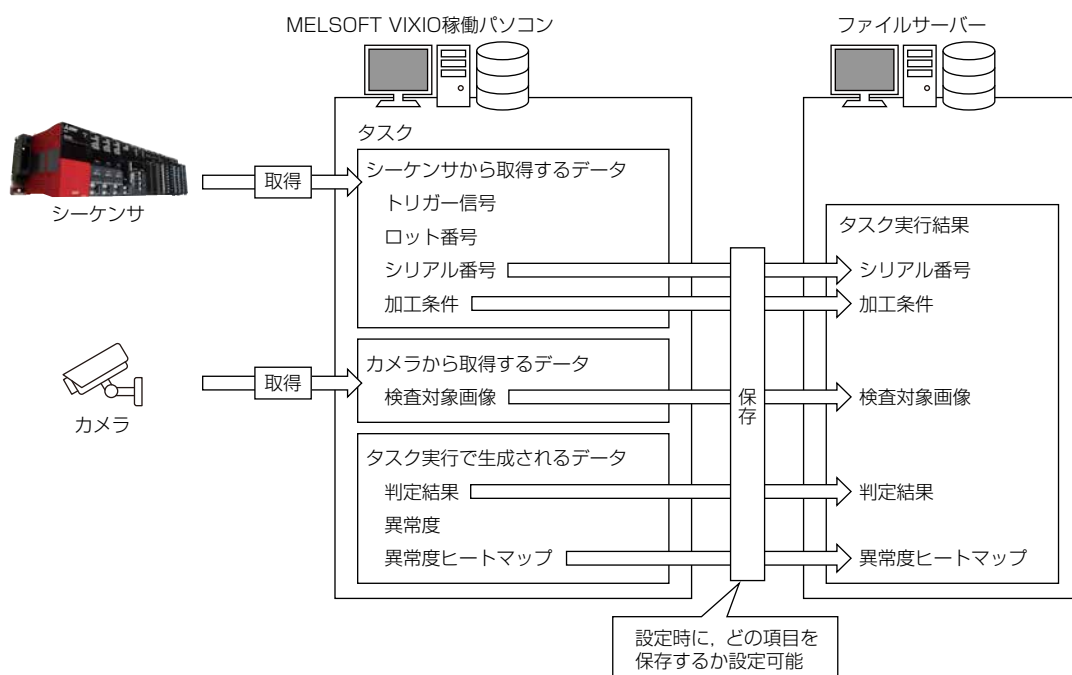 MELSOFT VIXIO稼働パソコン
ファイルサーバー
タスク
シーケンサから取得するデータ
トリガー信号
ロット番号
シリアル番号
加工条件
取得
シーケンサ
カメラから取得するデータ
検査対象画像
取得
カメラ
タスク実行で生成されるデータ
判定結果
異常度
異常度ヒートマップ
保存
タスク実行結果
シリアル番号
加工条件
検査対象画像
判定結果
異常度ヒートマップ
設定時に，どの項目を
保存するか設定可能